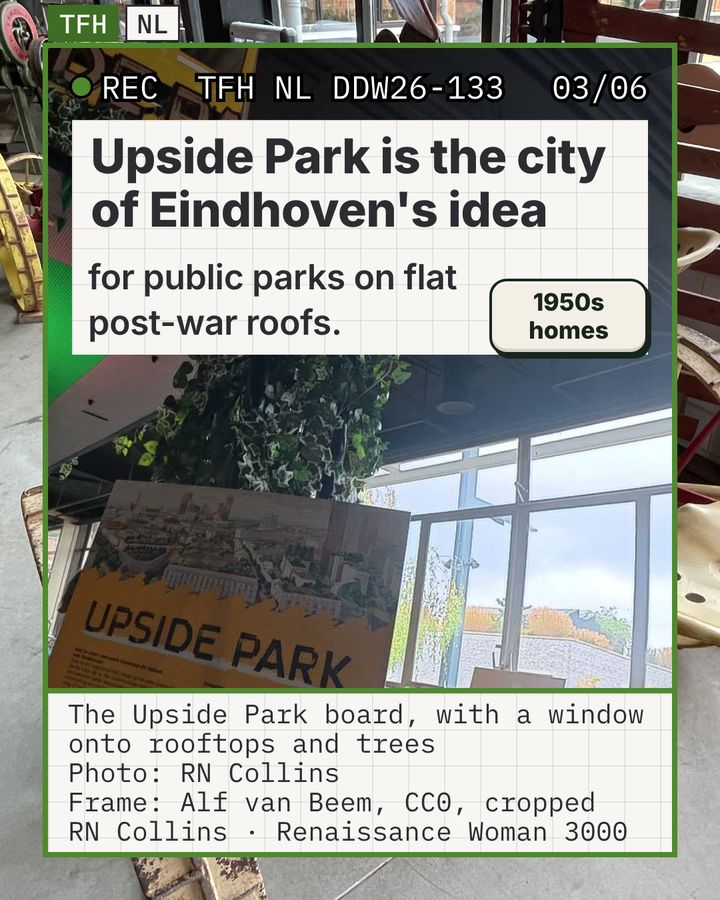 TFH NL
REC TFH NL DDW26-133 03/06
Upside Park is the city
of Eindhoven's idea
for public parks on flat
post-war roofs.
1950s
homes
UPSIDE PARK
The Upside Park board, with a window
onto rooftops and trees
Photo: RN Collins
Frame: Alf van Beem, CC0, cropped
RN Collins · Renaissance Woman 3000